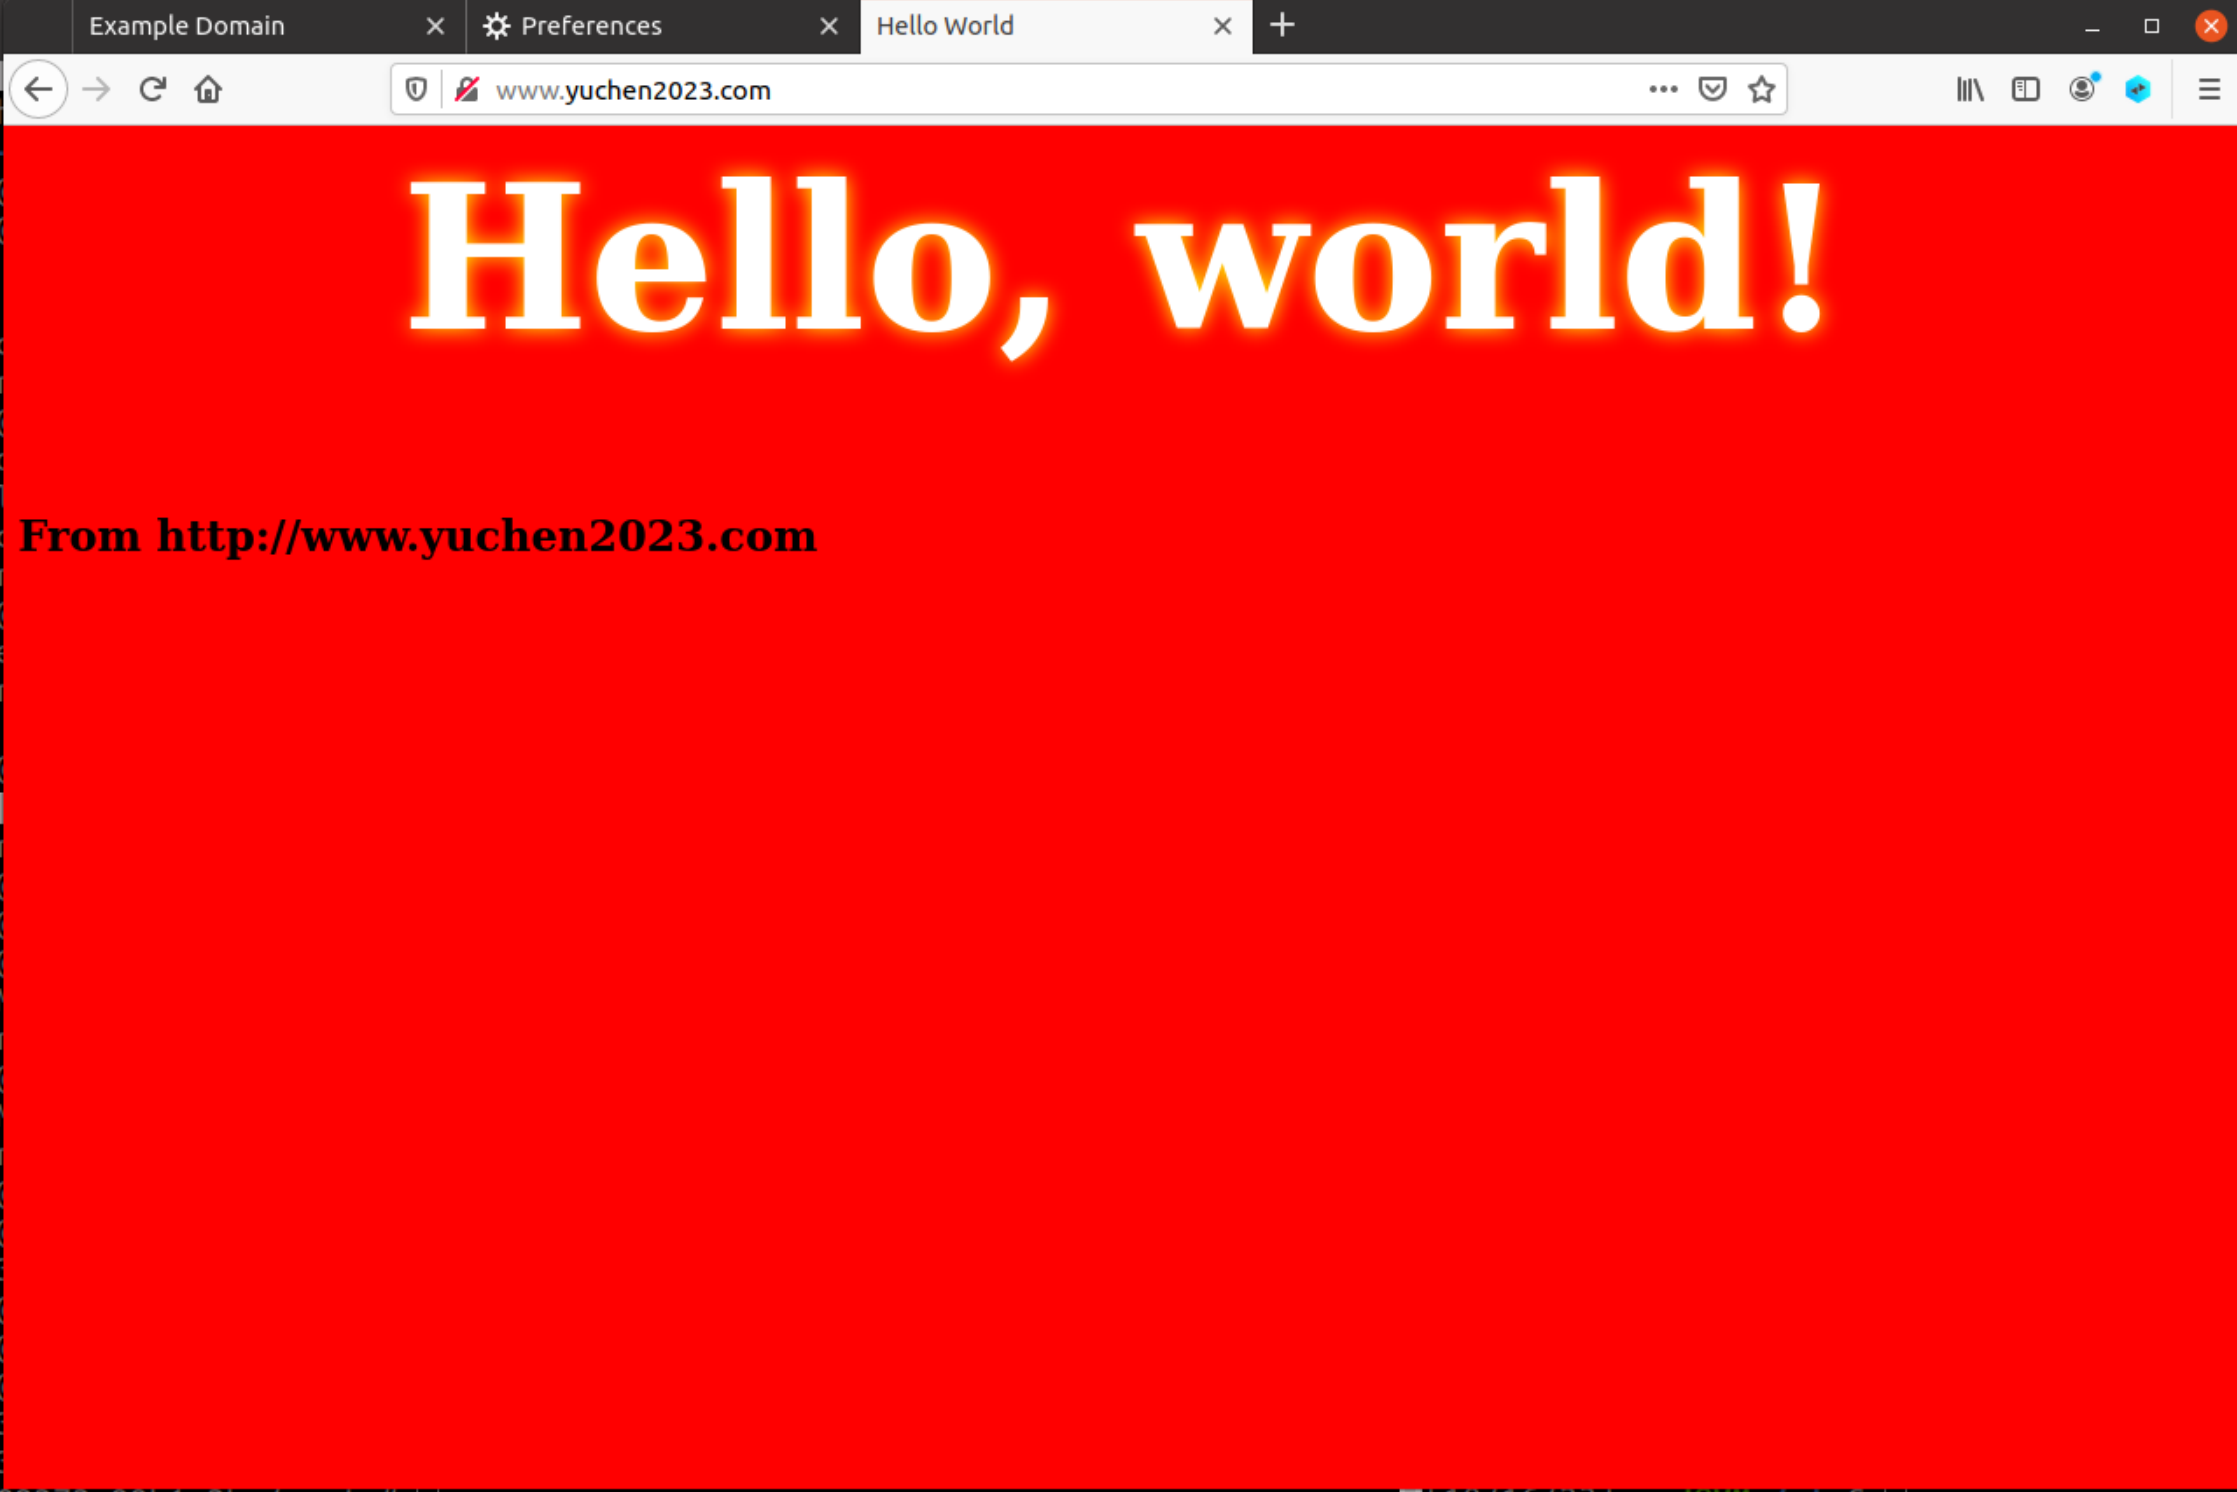 Example Domain Preferences Hello World
www.yuchen2023.com
Hello, world!
From http://www.yuchen2023.com